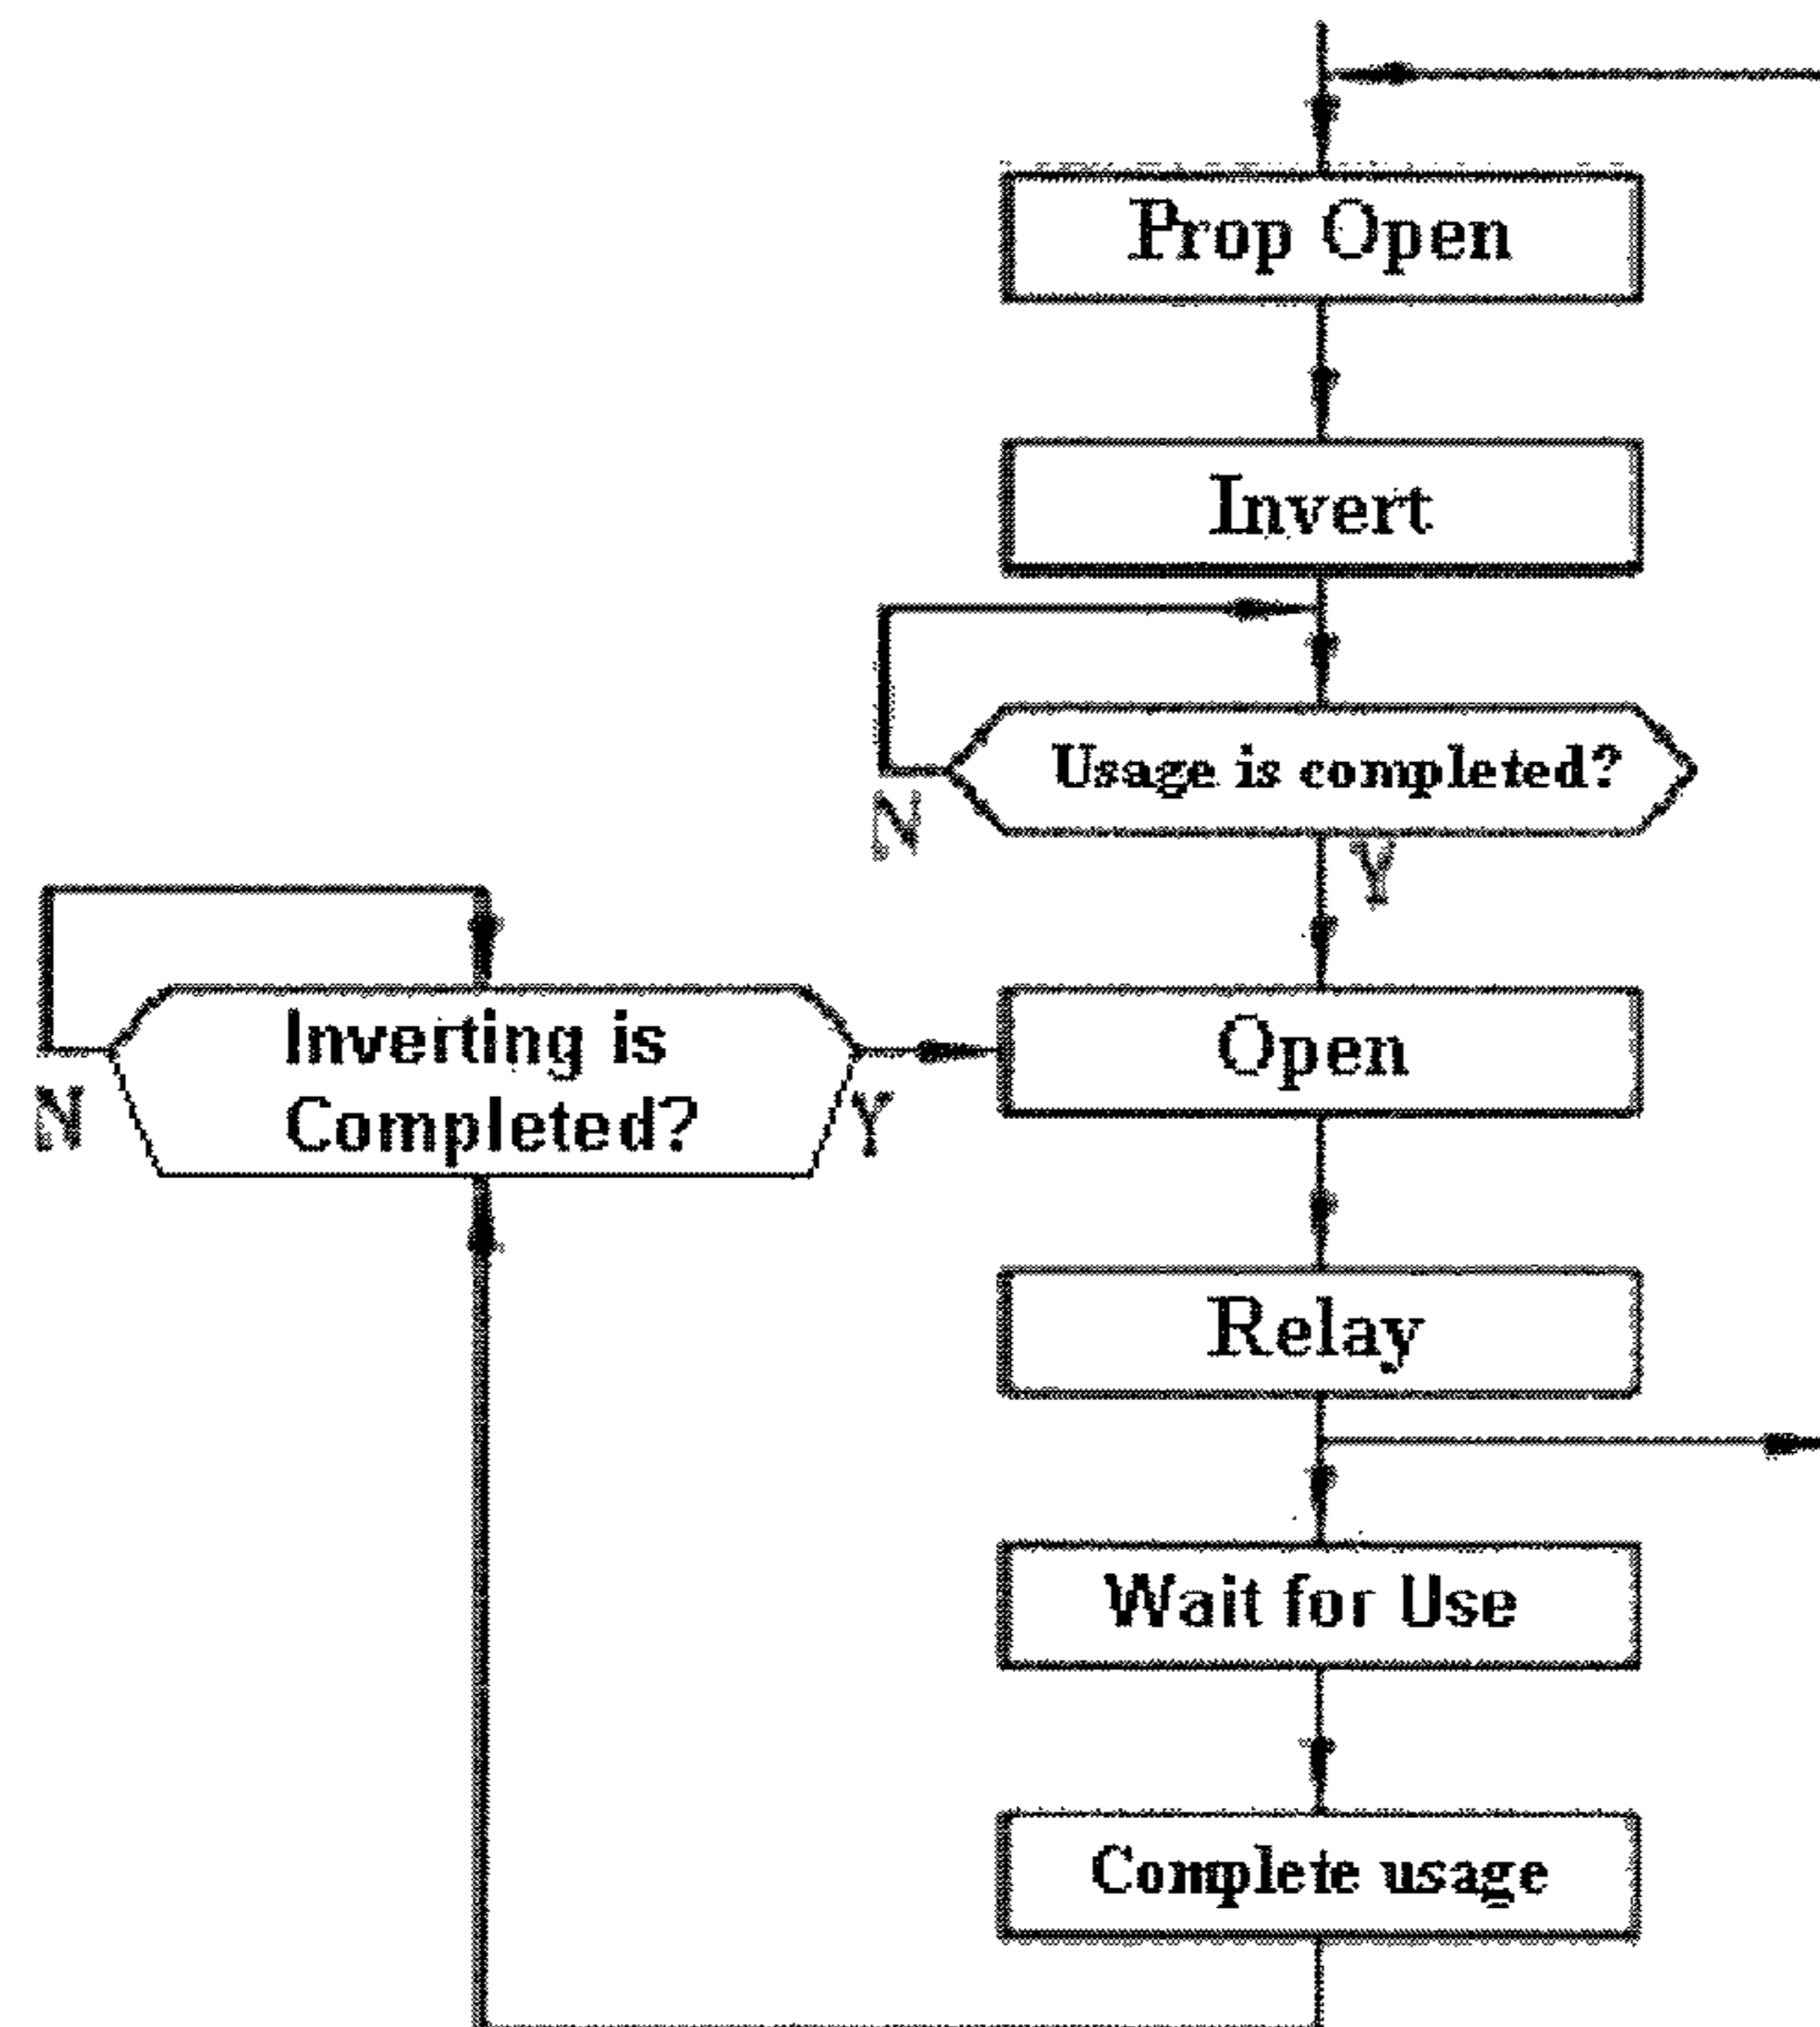 Prop Open
Invert
Usage is completed?
N
Y
Inverting is
Completed?
N
Y
Open
Relay
Wait for Use
Complete usage